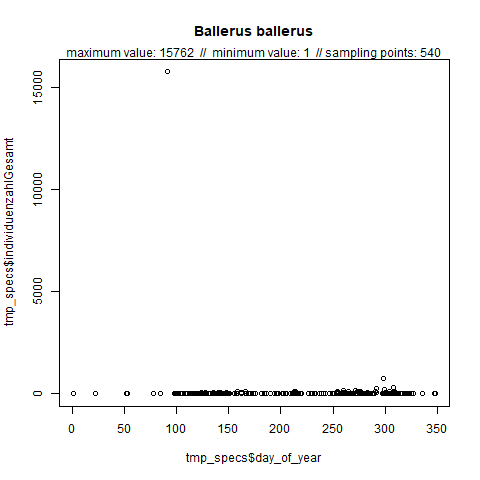 Ballerus ballerus
maximum value: 15762 // minimum value: 1 // sampling points: 540
tmp_specs$individuenzahlGesamt
15000
10000
5000
0
0 50 100 150 200 250 300 350
tmp_specs$day_of_year